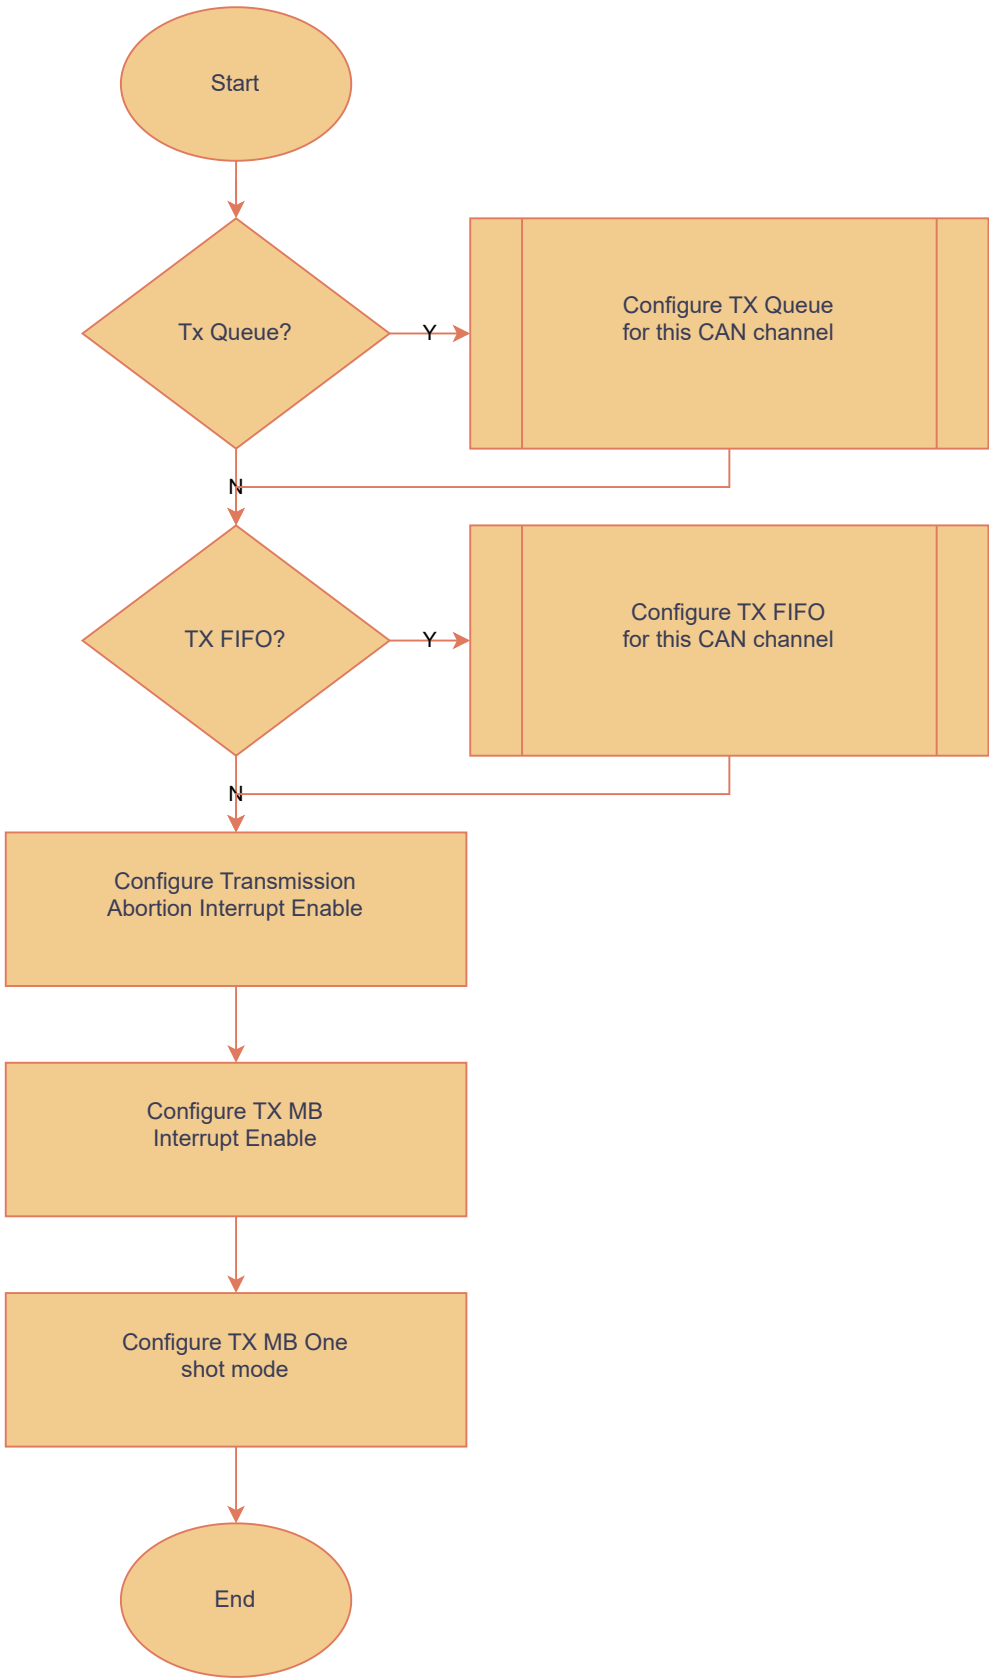 Start
Tx Queue?
Y
Configure TX Queue
for this CAN channel
N
TX FIFO?
Y
Configure TX FIFO
for this CAN channel
N
Configure Transmission
Abortion Interrupt Enable
Configure TX MB
Interrupt Enable
Configure TX MB One
shot mode
End